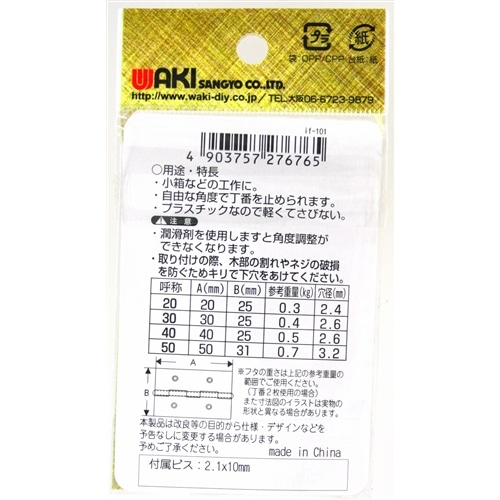 プラ
紙
袋:OPP/CPP 台紙:紙
WAKI SANGYO CO.,LTD.
http://www.waki-diy.co.jp/TEL.大阪06-6723-9879
if-101
4 903757 276765
○用途・特長
・小箱などの工作に。
・自由な角度で丁番を止められます。
・プラスチックなので軽くてさびない。
注意
・潤滑剤を使用しますと角度調整が
できなくなります。
・取り付けの際、木部の割れやネジの破損
を防ぐためキリで下穴をあけてください。
呼称 A(mm) B(mm) 参考重量(kg) 穴径(mm)
20 20 25 0.3 2.4
30 30 25 0.4 2.6
40 40 25 0.5 2.6
50 50 31 0.7 3.2
A
B
※フタの重さは上記の参考重量の
範囲でご使用ください。
(丁番2枚使用の場合)
また寸法図のイラストは実物の
形状と異なる場合があります。
本製品は改良等の目的から仕様・デザインなどを
予告なしに変更する場合があります。
予めご了承ください。
made in China
付属ビス:2.1x10mm